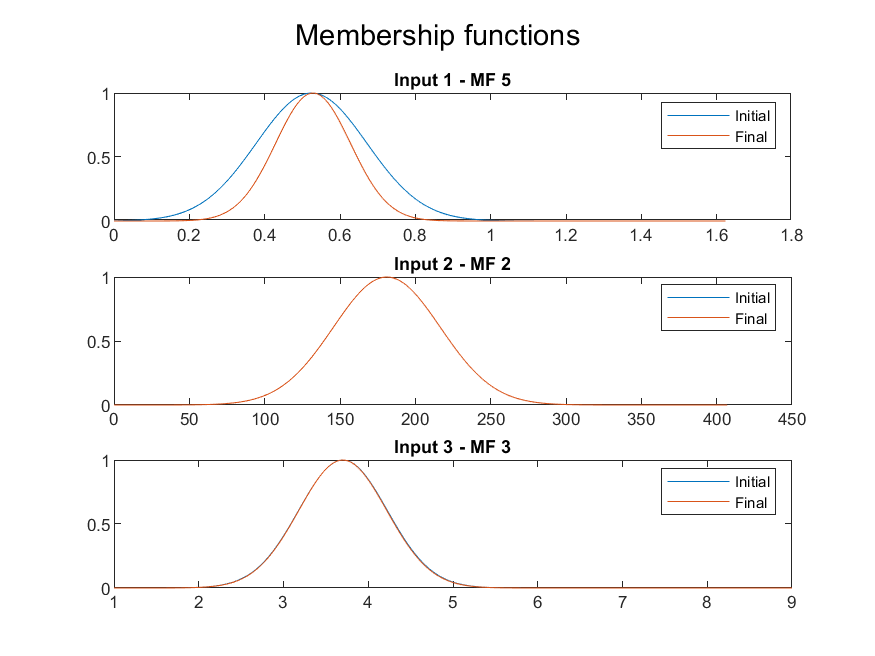 Membership functions
Input 1 - MF 5
1
0.5
0
Initial
Final
0 0.2 0.4 0.6 0.8 1 1.2 1.4 1.6 1.8
Input 2 - MF 2
1
0.5
0
Initial
Final
0 50 100 150 200 250 300 350 400 450
Input 3 - MF 3
1
0.5
0
Initial
Final
1 2 3 4 5 6 7 8 9